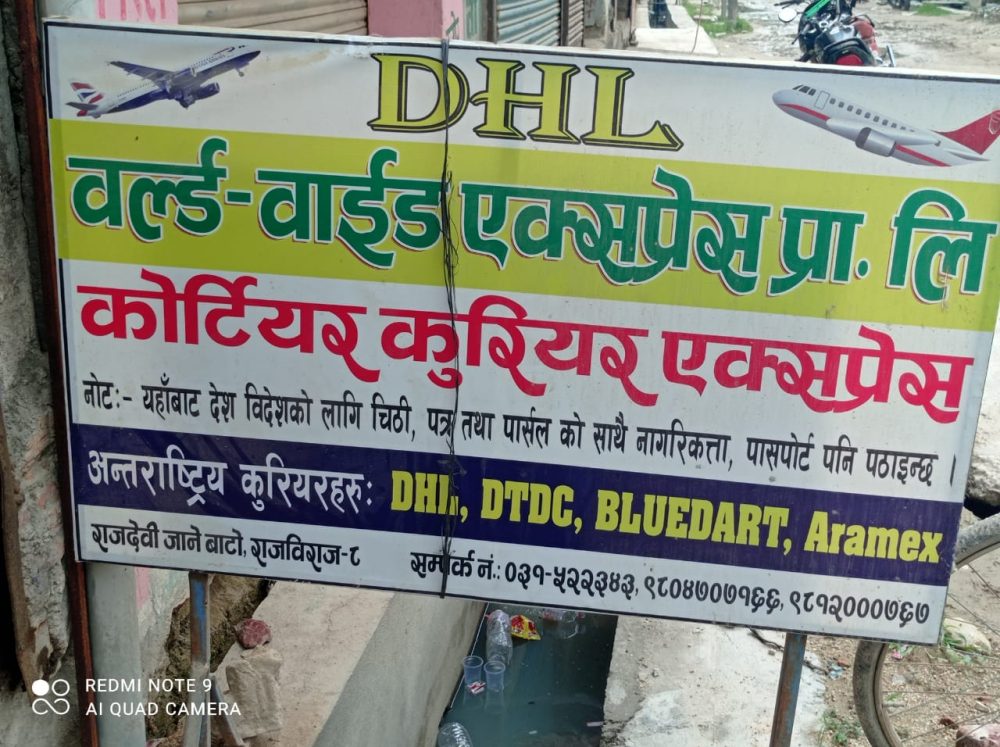 DHL
वर्ल्ड-वाईड एक्सप्रेस प्रा. लि
कोर्टियर कुरियर एक्सप्रेस
नोट:- यहाँबाट देश विदेशको लागि चिठी, पत्र तथा पार्सल को साथै नागरिकत्ता, पासपोर्ट पनि पठाइन्छ ।
अन्तराष्ट्रिय कुरियरहरु: DHL, DTDC, BLUEDART, Aramex
राजदेवी जाने बाटो, राजविराज-८ सम्पर्क नं.: ०३१-५२२३४३, ९८०४७०७१६६, ९८१२०००७६७
REDMI NOTE 9
AI QUAD CAMERA